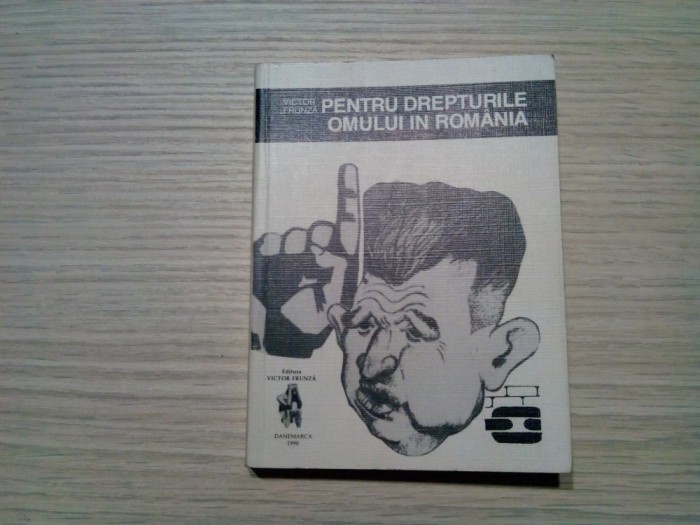 VICTOR
FRUNZĂ
PENTRU DREPTURILE
OMULUI IN ROMÂNIA
Editura
VICTOR FRUNZĂ
DANEMARCA
1990